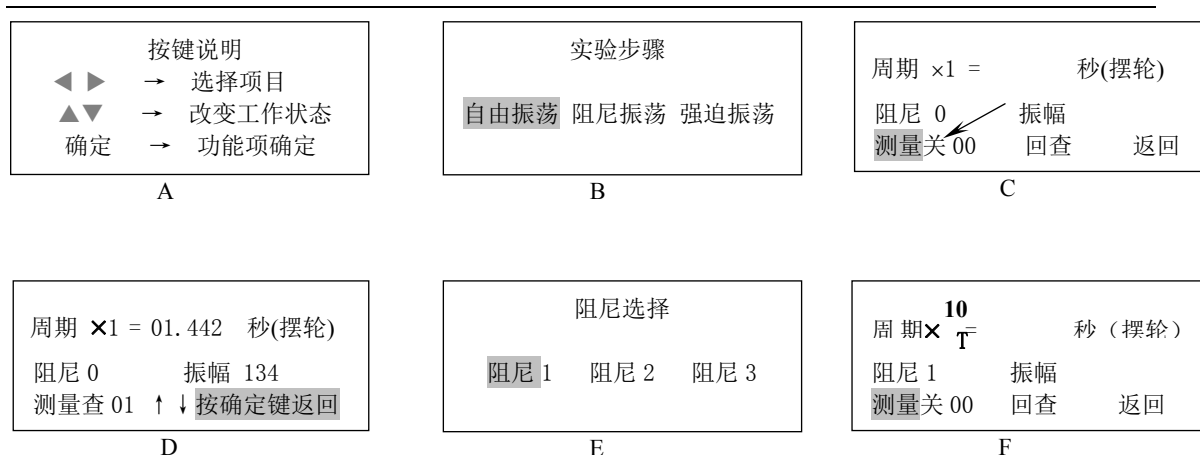 按键说明
◀ ▶ → 选择项目
▲▼ → 改变工作状态
确定 → 功能项确定
A
实验步骤
自由振荡 阻尼振荡 强迫振荡
B
周期 ×1 = 秒(摆轮)
阻尼 0 振幅
测量关 00 回查 返回
C
周期 ×1 = 01.442 秒(摆轮)
阻尼 0 振幅 134
测量查 01 ↑↓按确定键返回
D
阻尼选择
阻尼 1 阻尼 2 阻尼 3
E
10
周期× T= 秒（摆轮）
阻尼 1 振幅
测量关 00 回查 返回
F